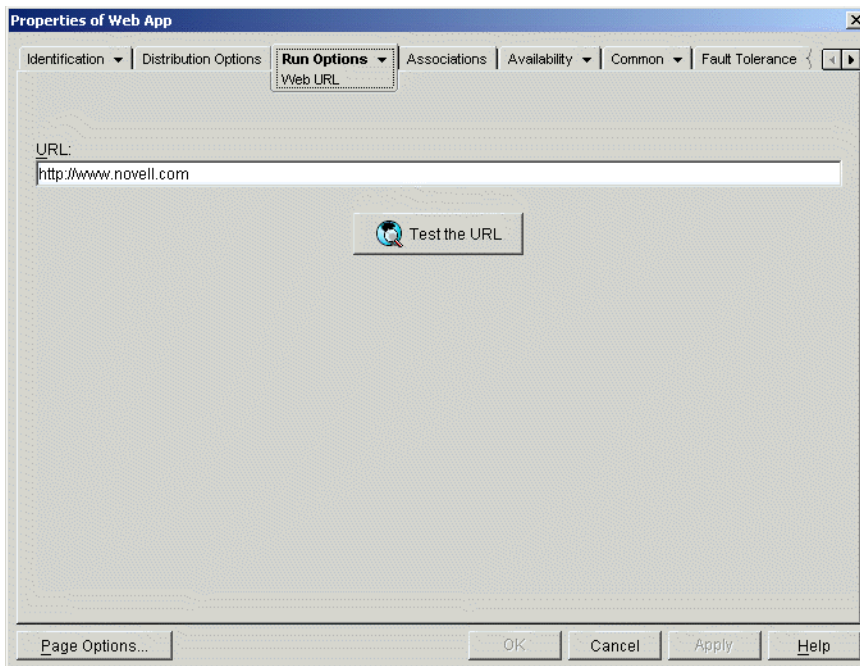 Properties of Web App
Identification Distribution Options Run Options Associations Availability Common Fault Tolerance
Web URL
URL:
http://www.novell.com
Test the URL
Page Options... OK Cancel Apply Help